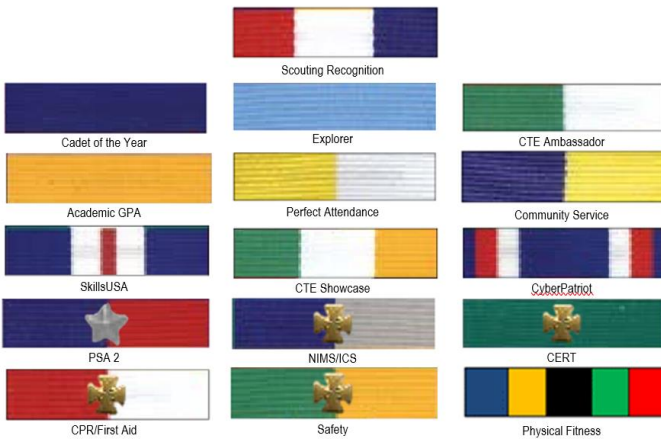 Scouting Recognition
Cadet of the Year
Explorer
CTE Ambassador
Academic GPA
Perfect Attendance
Community Service
SkillsUSA
CTE Showcase
CyberPatriot
PSA 2
NIMS/ICS
CERT
CPR/First Aid
Safety
Physical Fitness